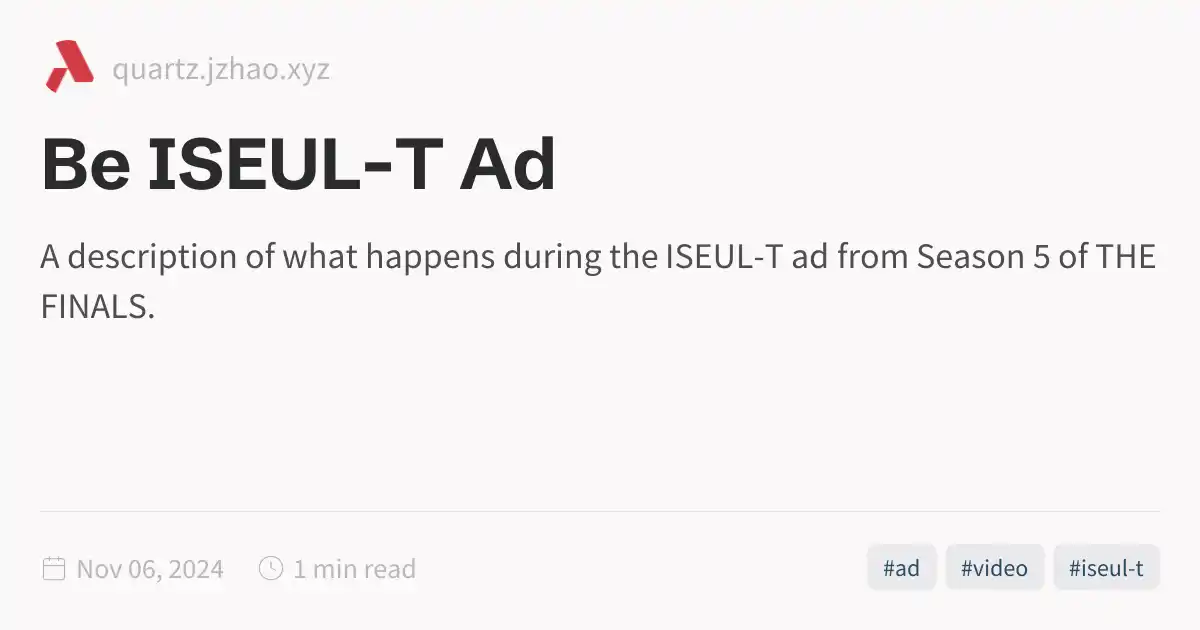 quartz.jzhao.xyz
Be ISEUL-T Ad
A description of what happens during the ISEUL-T ad from Season 5 of THE
FINALS.
Nov 06, 2024 1 min read #ad #video #iseul-t